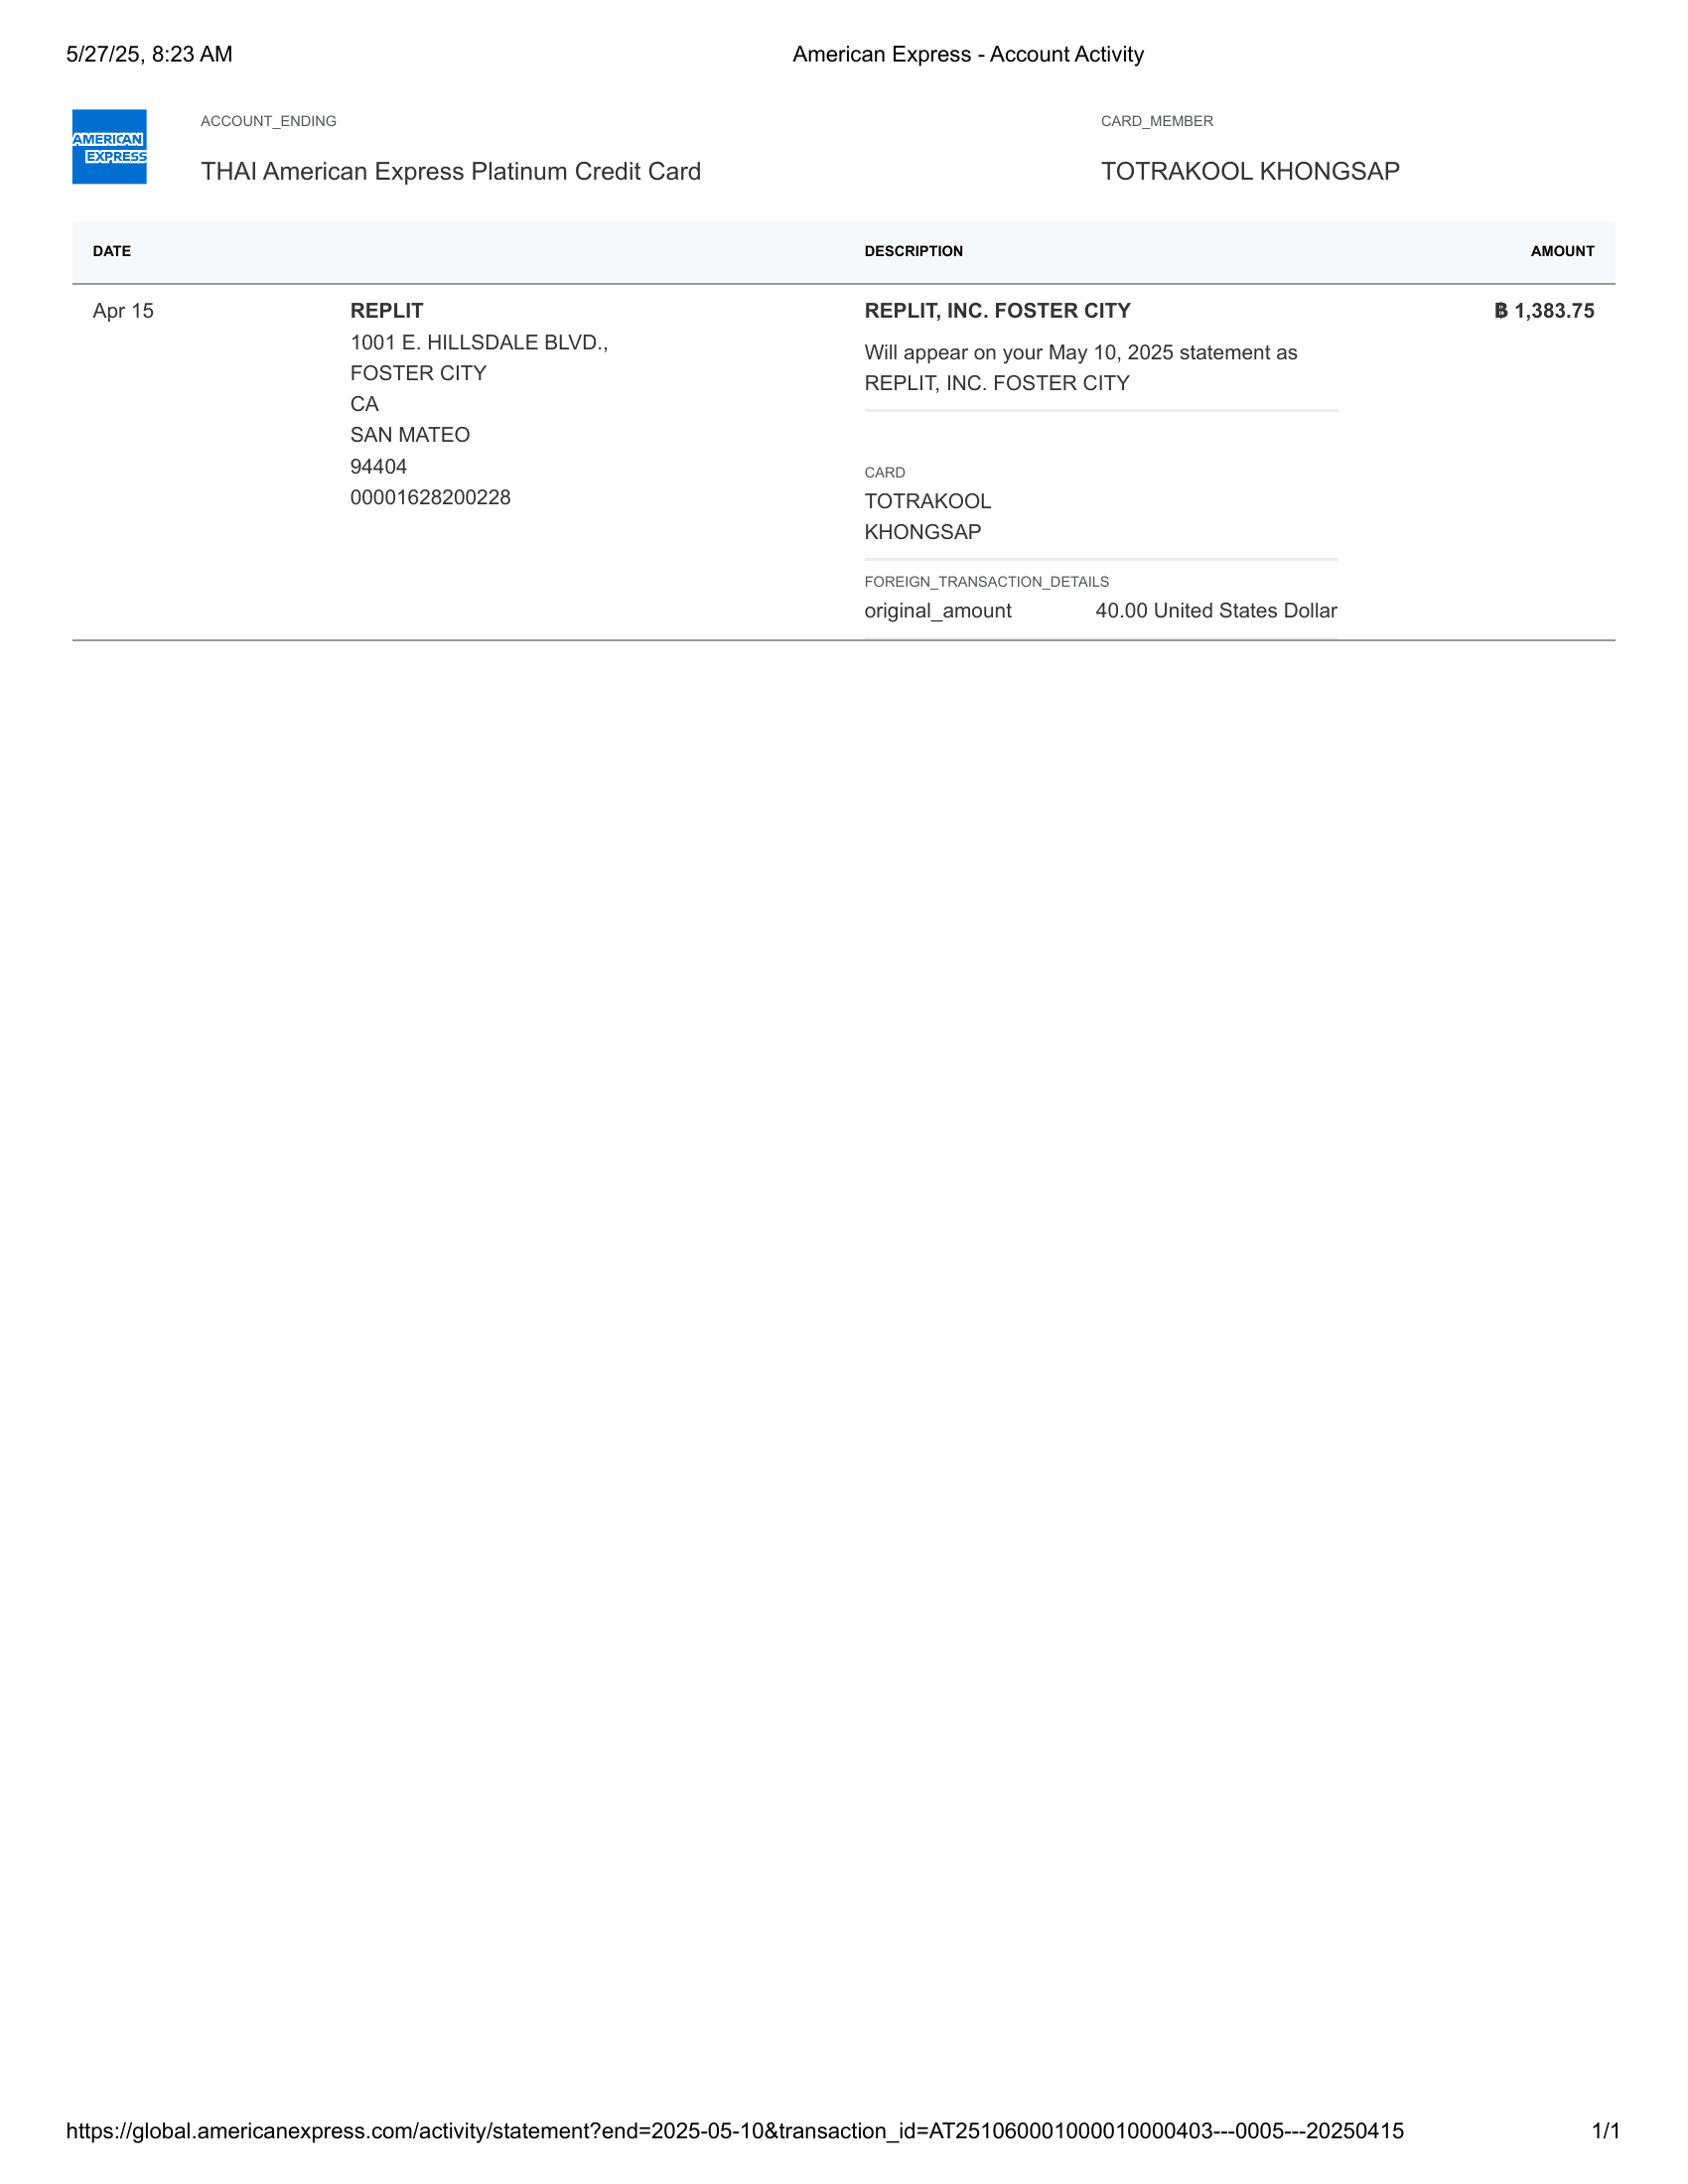 5/27/25, 8:23 AM
American Express - Account Activity
AMERICAN
EXPRESS
ACCOUNT_ENDING
THAI American Express Platinum Credit Card
CARD_MEMBER
TOTRAKOOL KHONGSAP
DATE
DESCRIPTION
AMOUNT
Apr 15
REPLIT
1001 E. HILLSDALE BLVD.,
FOSTER CITY
CA
SAN MATEO
94404
00001628200228
REPLIT, INC. FOSTER CITY
Will appear on your May 10, 2025 statement as
REPLIT, INC. FOSTER CITY
CARD
TOTRAKOOL
KHONGSAP
FOREIGN_TRANSACTION_DETAILS
original_amount 40.00 United States Dollar
฿ 1,383.75
https://global.americanexpress.com/activity/statement?end=2025-05-10&transaction_id=AT251060001000010000403---0005---20250415
1/1